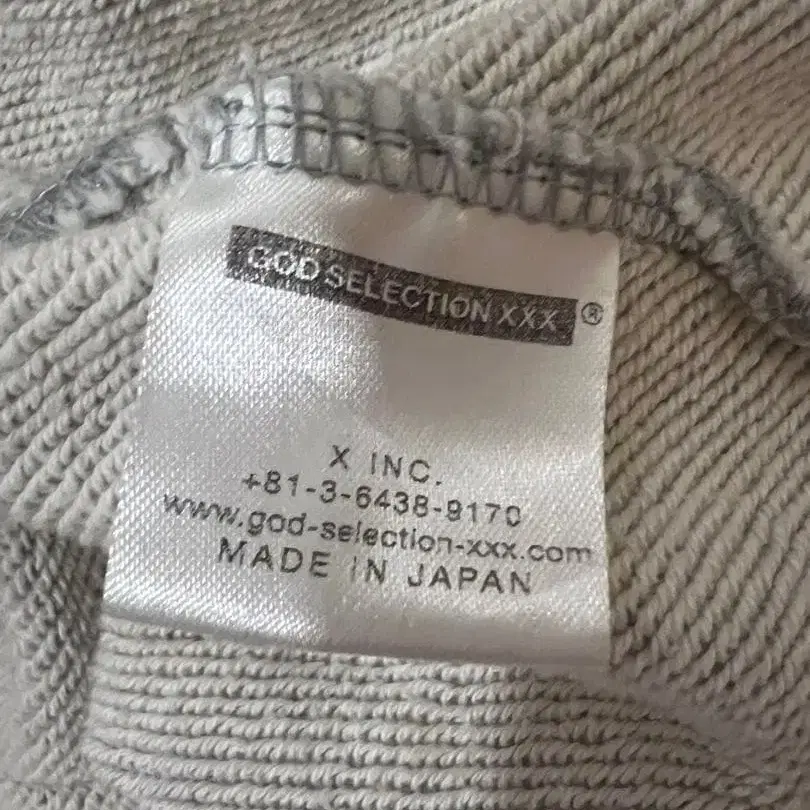 GOD SELECTION XXX ®
X INC.
+81-3-6438-9170
www.god-selection-xxx.com
MADE IN JAPAN